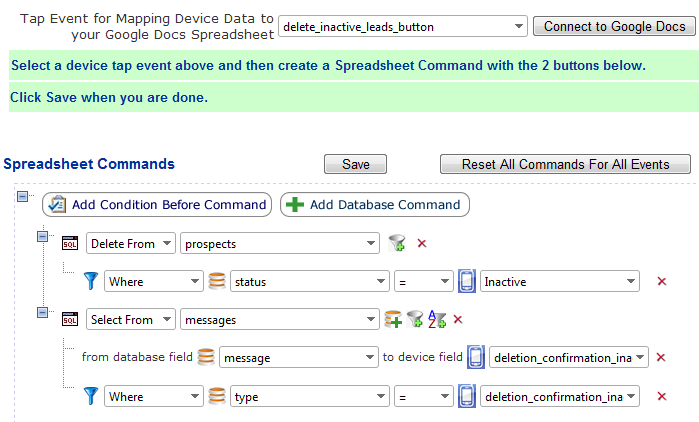 Tap Event for Mapping Device Data to
your Google Docs Spreadsheet
delete_inactive_leads_button
Connect to Google Docs
Select a device tap event above and then create a Spreadsheet Command with the 2 buttons below.
Click Save when you are done.
Spreadsheet Commands
Save
Reset All Commands For All Events
Add Condition Before Command
Add Database Command
SQL Delete From prospects
Where status = Inactive
SQL Select From messages AZ
from database field message to device field deletion_confirmation_ina
Where type = deletion_confirmation_ina